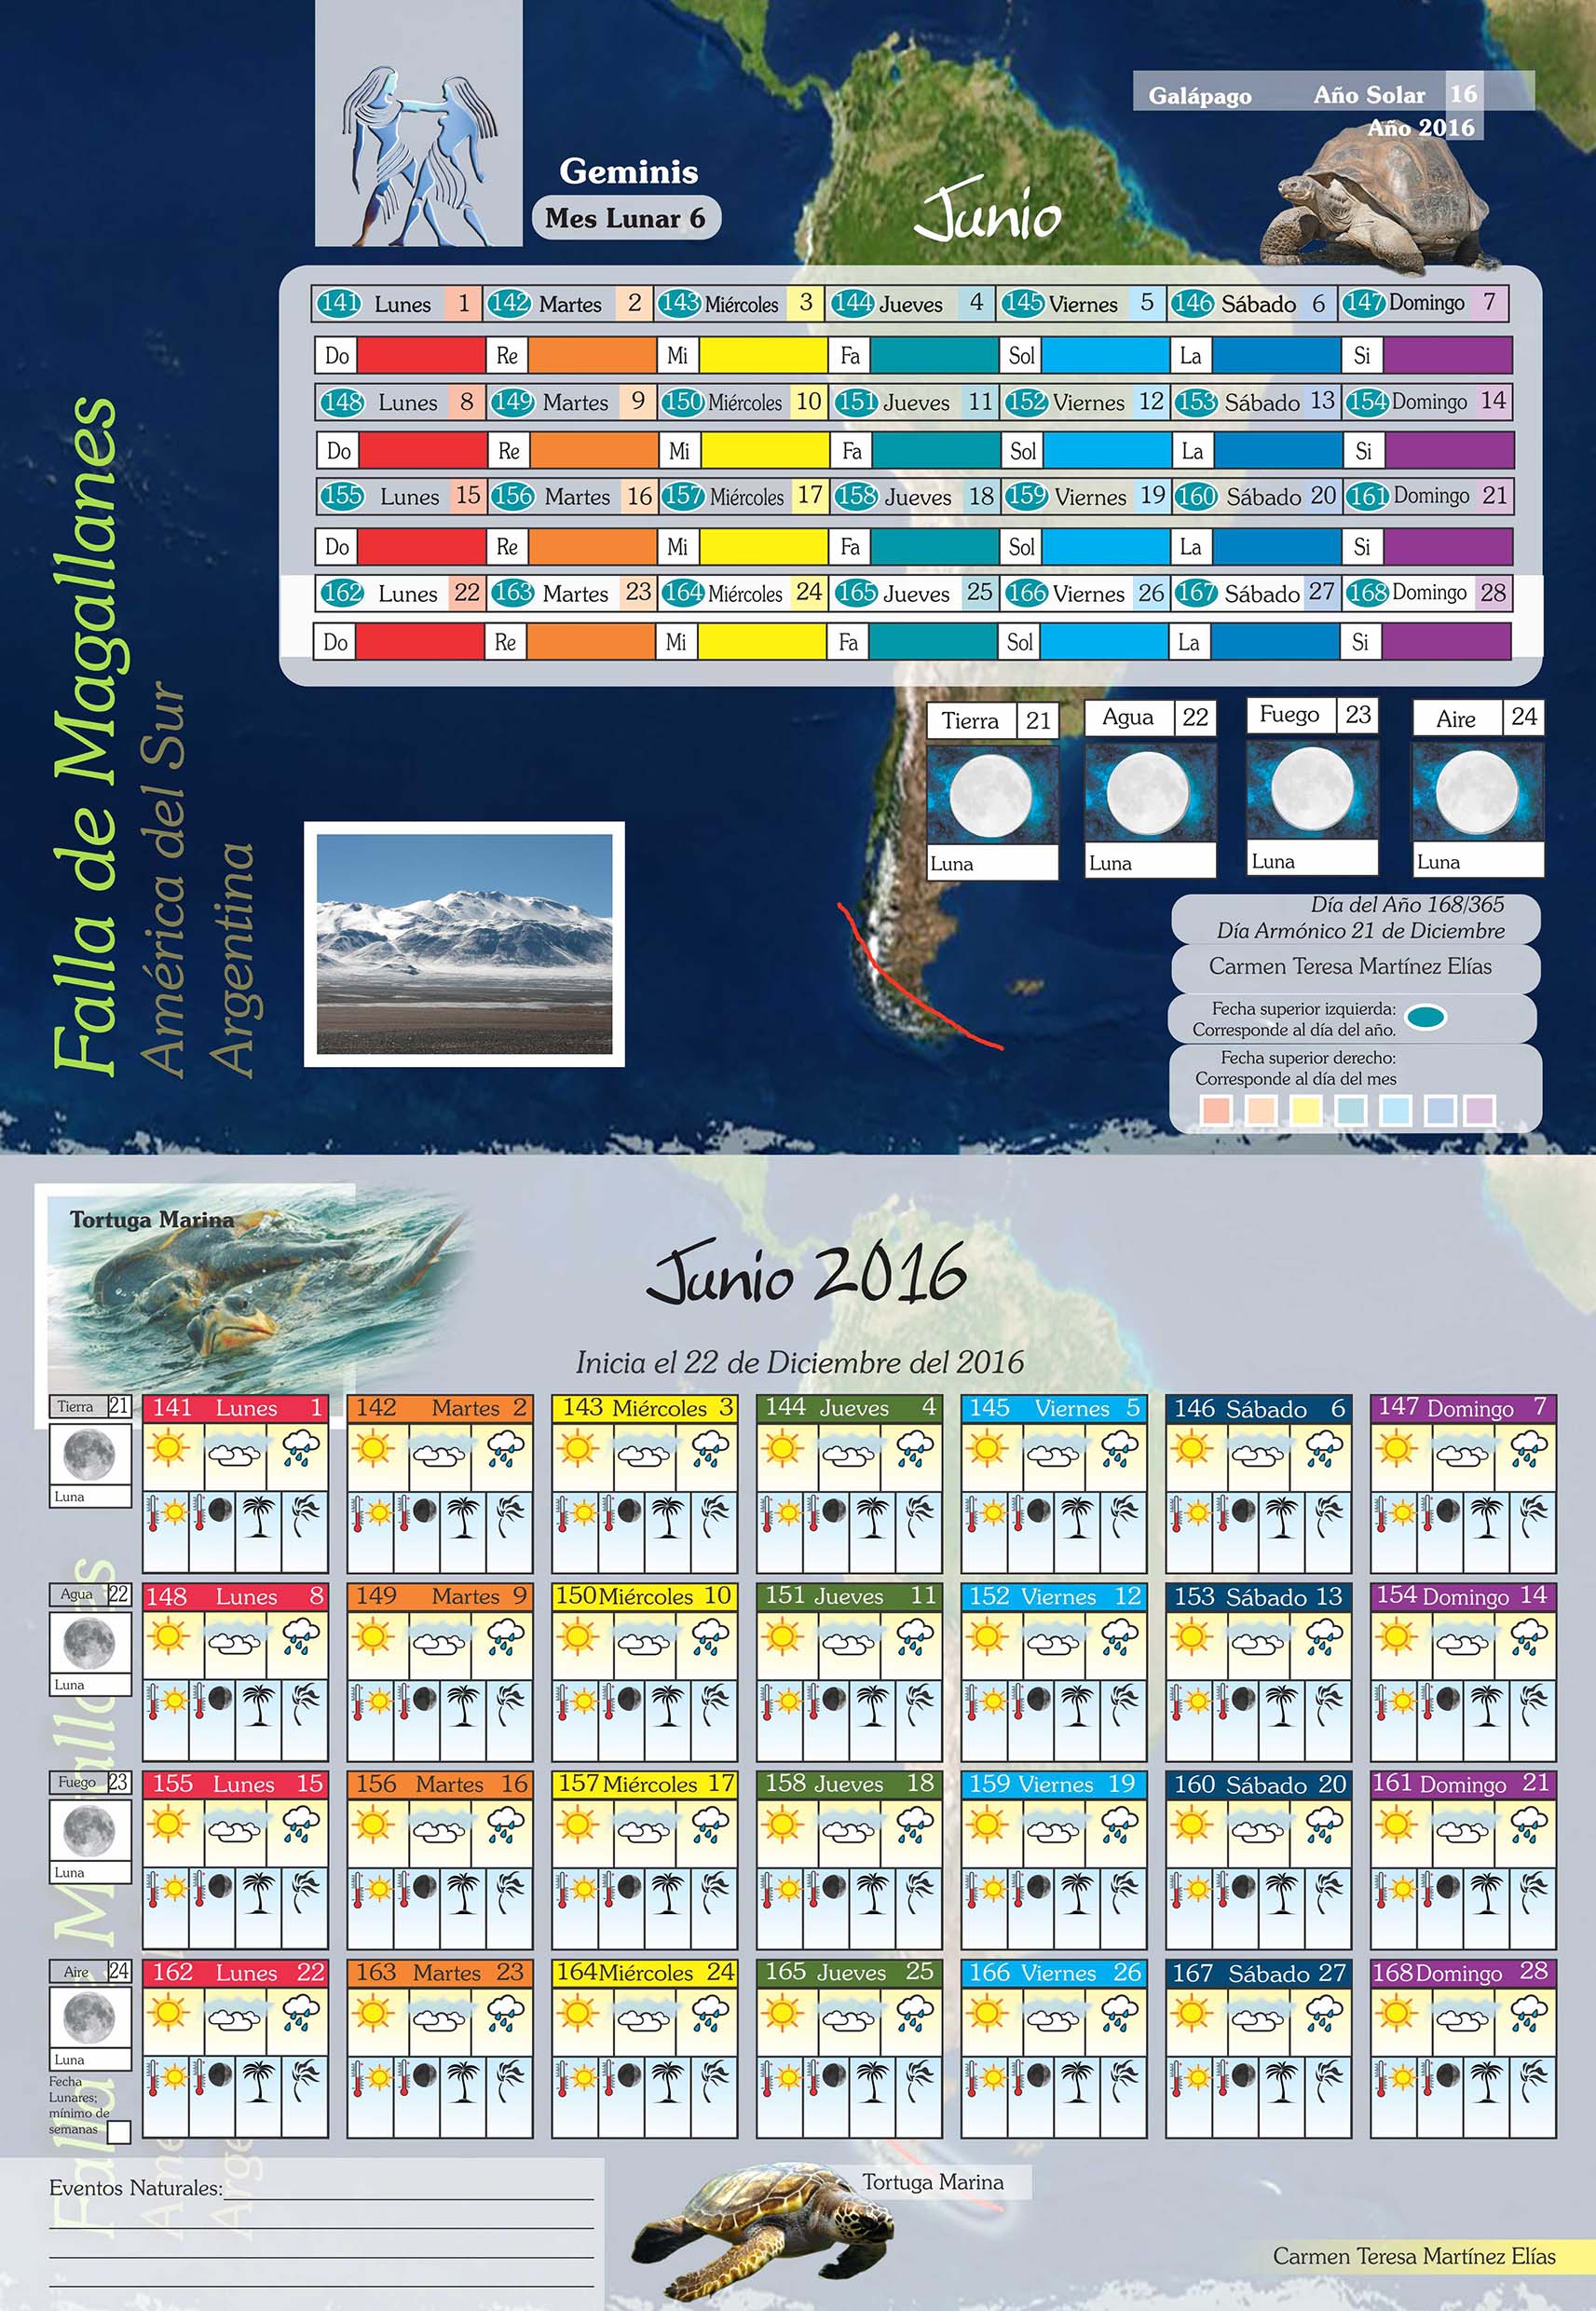 Galápago Año Solar 16
Año 2016
Geminis
Mes Lunar 6
Junio
141 Lunes 1 142 Martes 2 143 Miércoles 3 144 Jueves 4 145 Viernes 5 146 Sábado 6 147 Domingo 7
Do Re Mi Fa Sol La Si
148 Lunes 8 149 Martes 9 150 Miércoles 10 151 Jueves 11 152 Viernes 12 153 Sábado 13 154 Domingo 14
Do Re Mi Fa Sol La Si
155 Lunes 15 156 Martes 16 157 Miércoles 17 158 Jueves 18 159 Viernes 19 160 Sábado 20 161 Domingo 21
Do Re Mi Fa Sol La Si
162 Lunes 22 163 Martes 23 164 Miércoles 24 165 Jueves 25 166 Viernes 26 167 Sábado 27 168 Domingo 28
Do Re Mi Fa Sol La Si
Falla de Magallanes
América del Sur
Argentina
Tierra 21 Agua 22 Fuego 23 Aire 24
Luna Luna Luna Luna
Día del Año 168/365
Día Armónico 21 de Diciembre
Carmen Teresa Martínez Elías
Fecha superior izquierda:
Corresponde al día del año.
Fecha superior derecho:
Corresponde al día del mes
Tortuga Marina
Junio 2016
Inicia el 22 de Diciembre del 2016
Tierra 21 141 Lunes 1 142 Martes 2 143 Miércoles 3 144 Jueves 4 145 Viernes 5 146 Sábado 6 147 Domingo 7
Luna
Agua 22 148 Lunes 8 149 Martes 9 150 Miércoles 10 151 Jueves 11 152 Viernes 12 153 Sábado 13 154 Domingo 14
Luna
Fuego 23 155 Lunes 15 156 Martes 16 157 Miércoles 17 158 Jueves 18 159 Viernes 19 160 Sábado 20 161 Domingo 21
Luna
Aire 24 162 Lunes 22 163 Martes 23 164 Miércoles 24 165 Jueves 25 166 Viernes 26 167 Sábado 27 168 Domingo 28
Luna
Fecha
Lunares;
mínimo de
semanas
Eventos Naturales:
Tortuga Marina
Carmen Teresa Martínez Elías